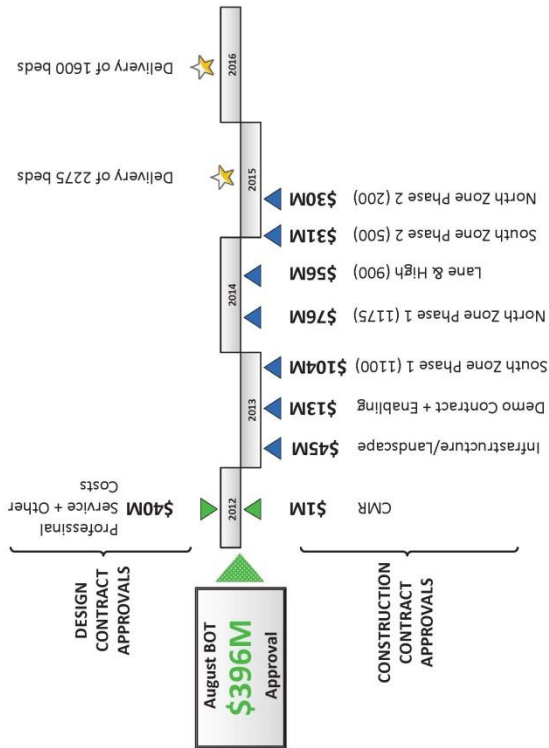 August BOT
$396M
Approval
DESIGN
CONTRACT
APPROVALS
CONSTRUCTION
CONTRACT
APPROVALS
2012
$40M
Professinal
Service + Other
Costs
$1M CMR
2013
$45M Infrastructure/Landscape
$13M Demo Contract + Enabling
$104M South Zone Phase 1 (1100)
2014
$76M North Zone Phase 1 (1175)
$56M Lane & High (900)
2015
$31M South Zone Phase 2 (500)
$30M North Zone Phase 2 (200)
Delivery of 2275 beds
2016
Delivery of 1600 beds